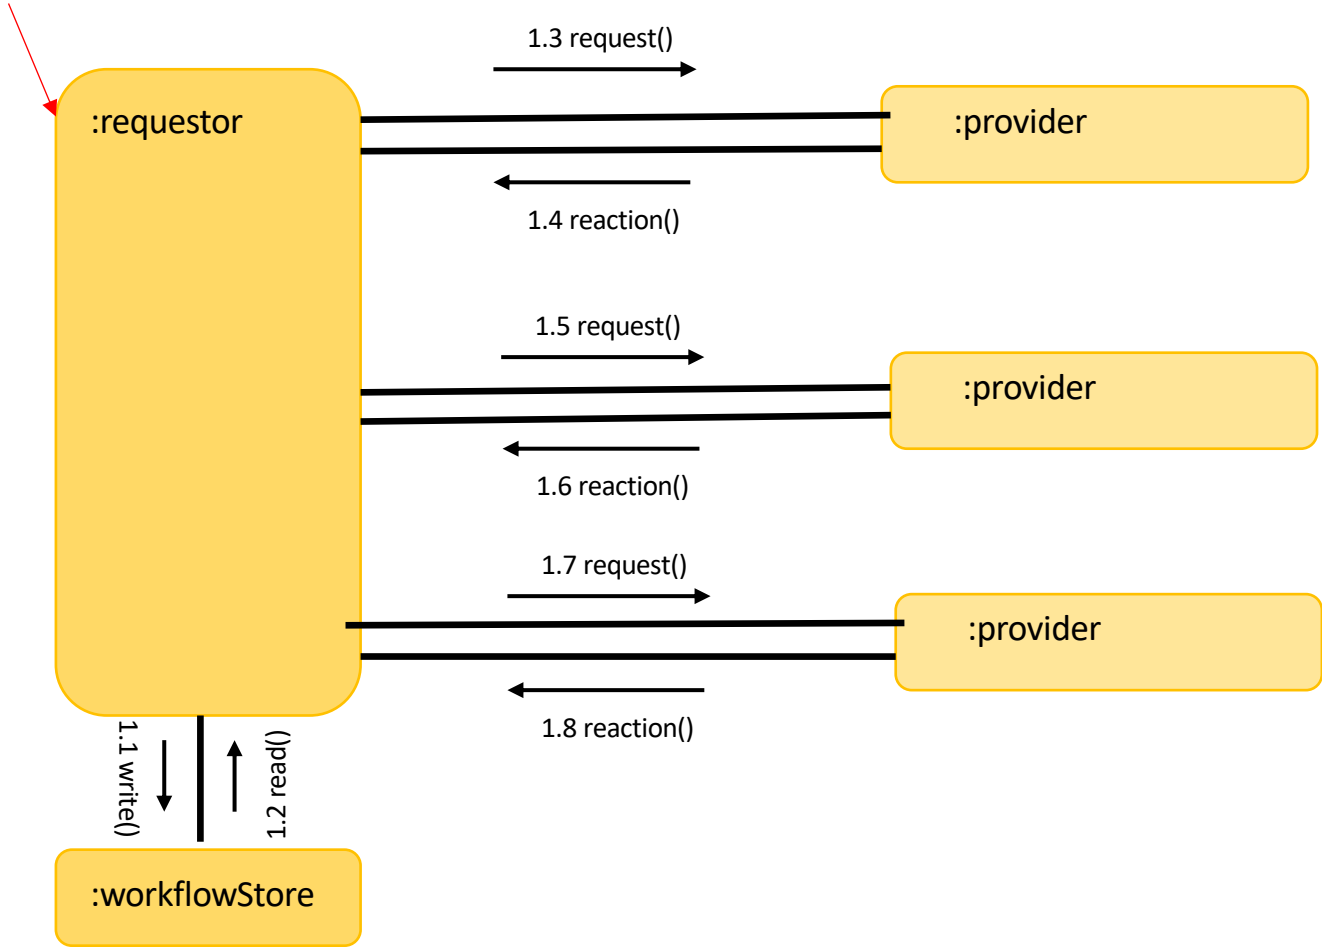 1.3 request()
:requestor
:provider
1.4 reaction()
1.5 request()
:provider
1.6 reaction()
1.7 request()
:provider
1.8 reaction()
1.1 write()
1.2 read()
:workflowStore